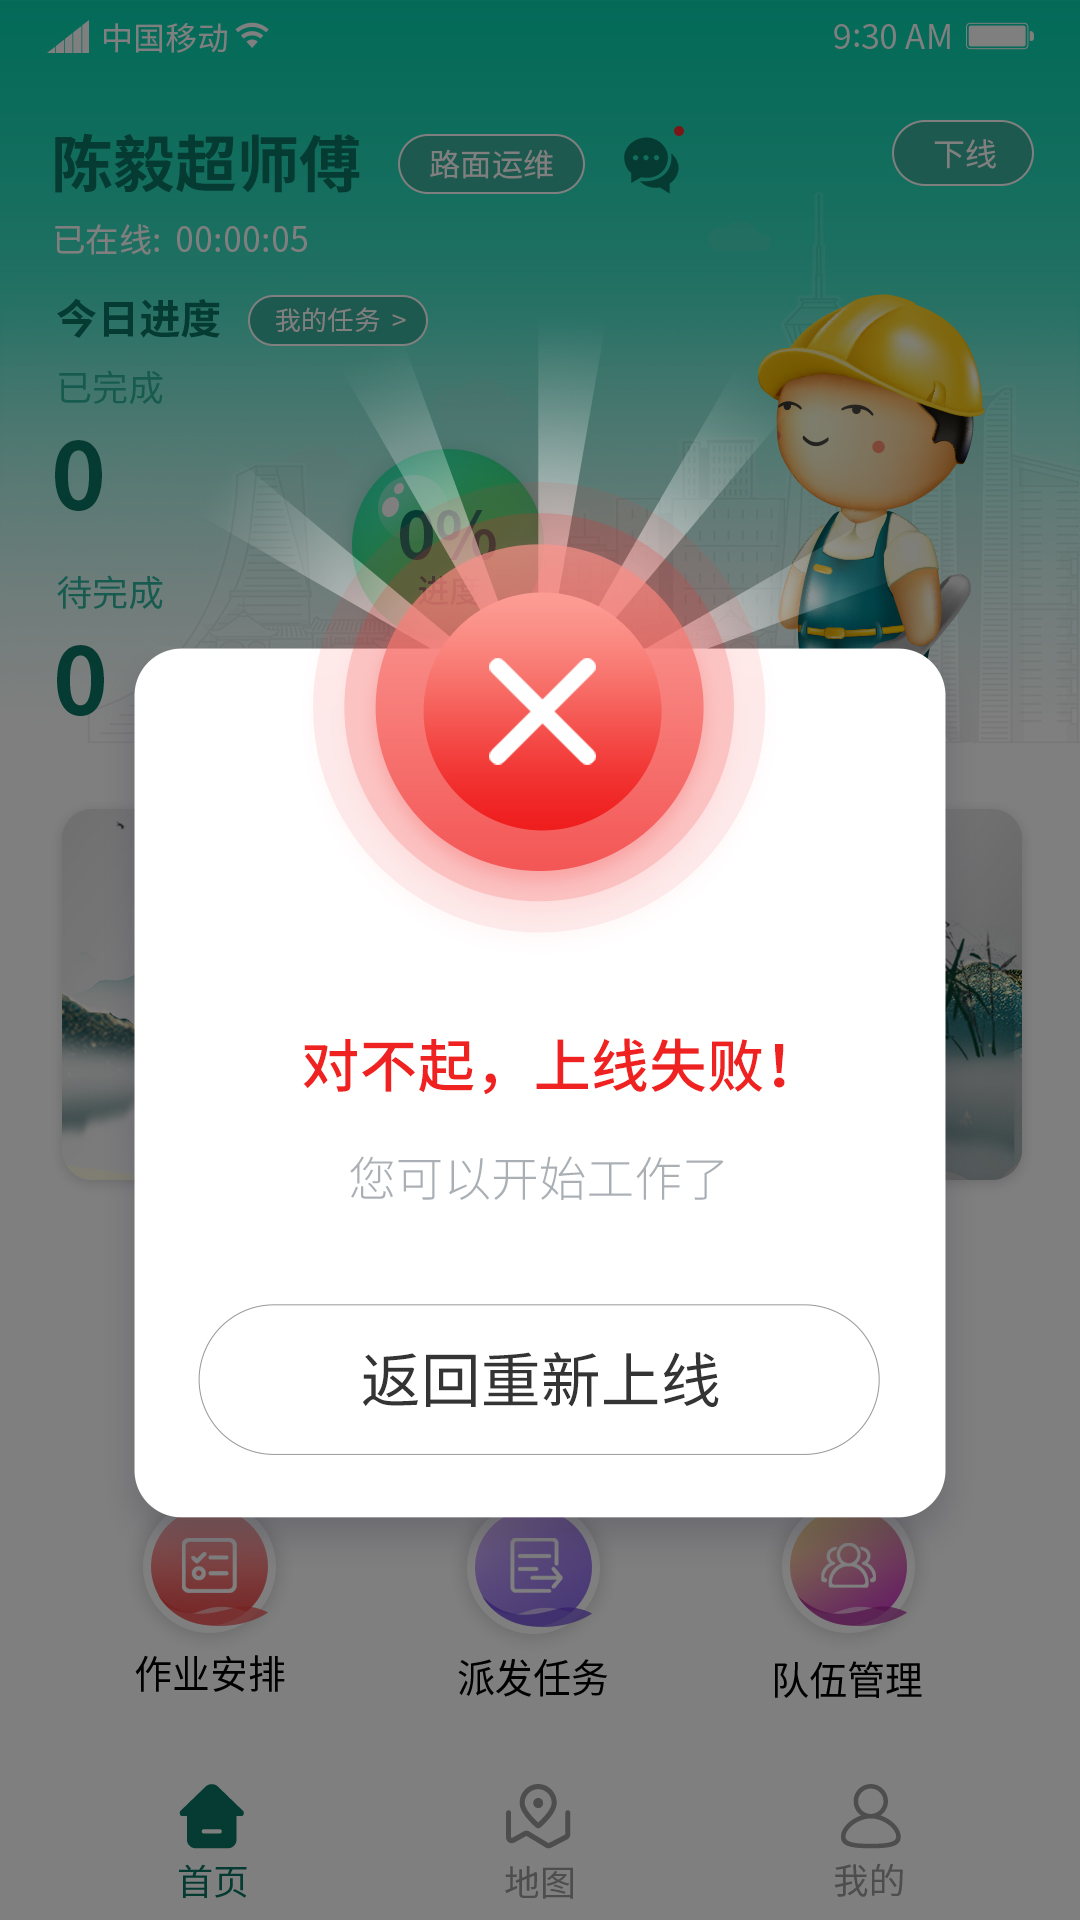 中国移动
9:30 AM
陈毅超师傅
路面运维
下线
已在线: 00:00:05
今日进度
我的任务 >
已完成
0
0%
进度
待完成
0
对不起，上线失败！
您可以开始工作了
返回重新上线
作业安排
派发任务
队伍管理
首页
地图
我的